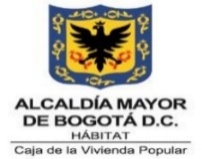 ALCALDÍA MAYOR
DE BOGOTÁ D.C.
HÁBITAT
Caja de la Vivienda Popular